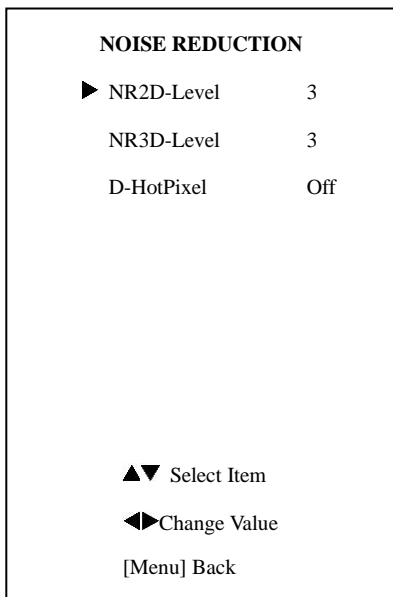 NOISE REDUCTION
▶ NR2D-Level 3
NR3D-Level 3
D-HotPixel Off
▲▼ Select Item
◀▶Change Value
[Menu] Back